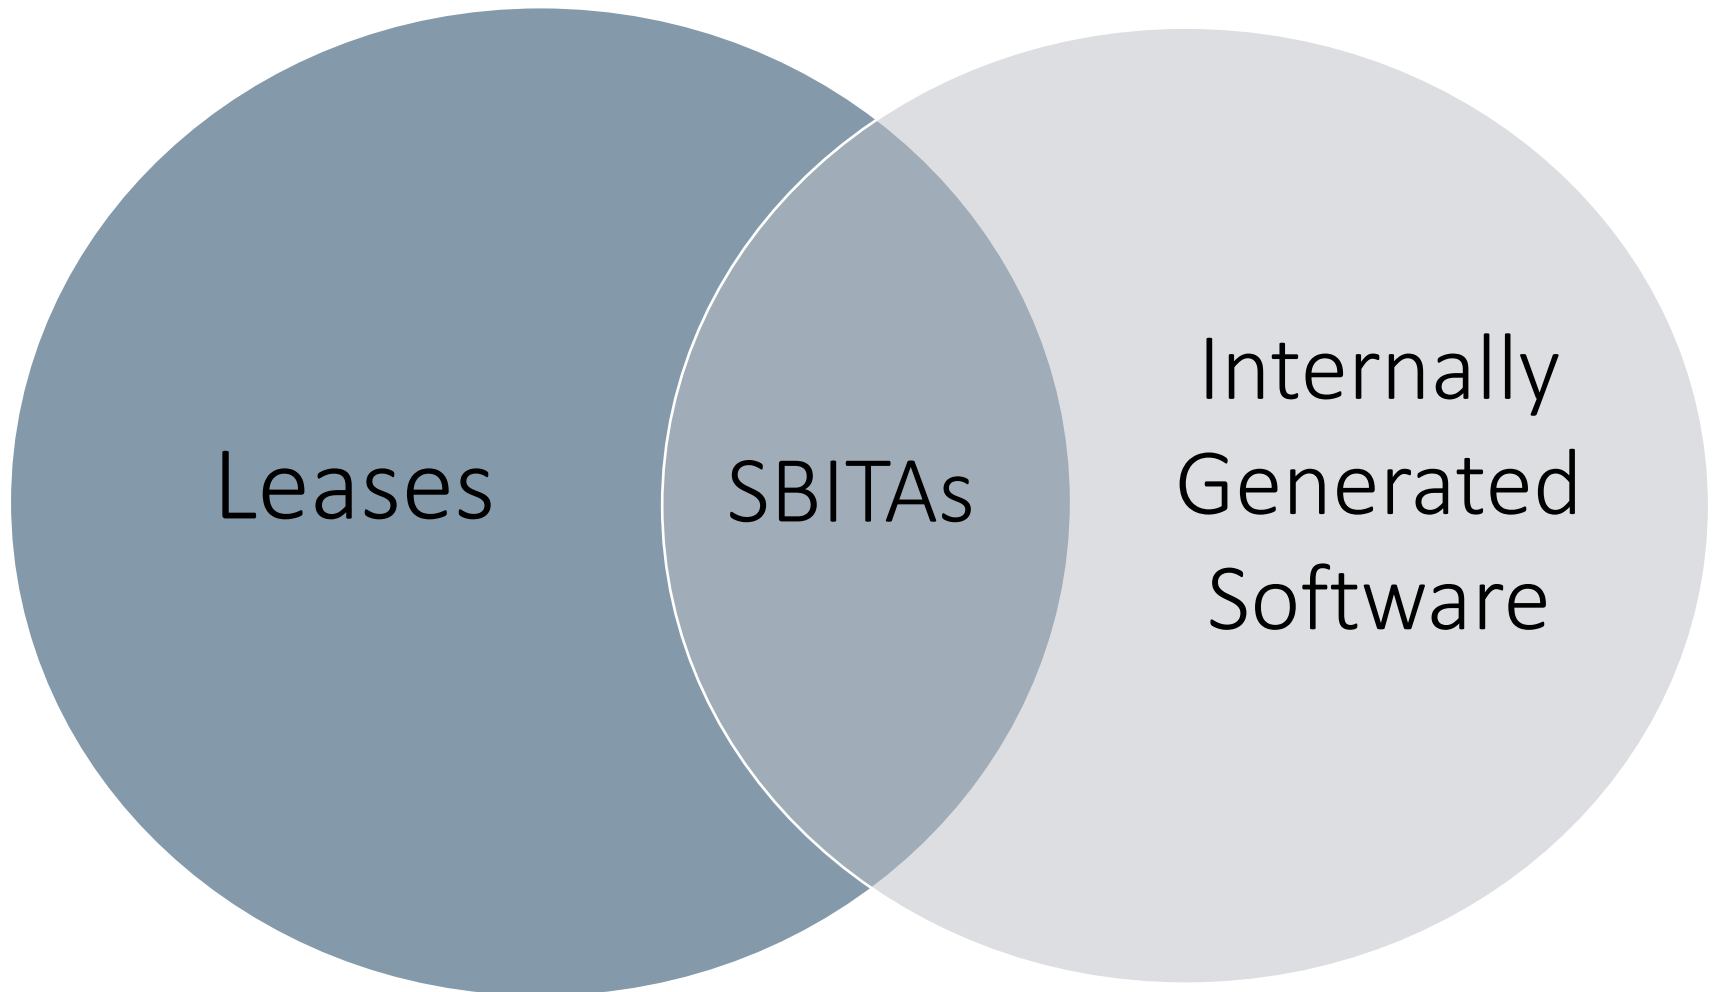 Leases
SBITAs
Internally
Generated
Software